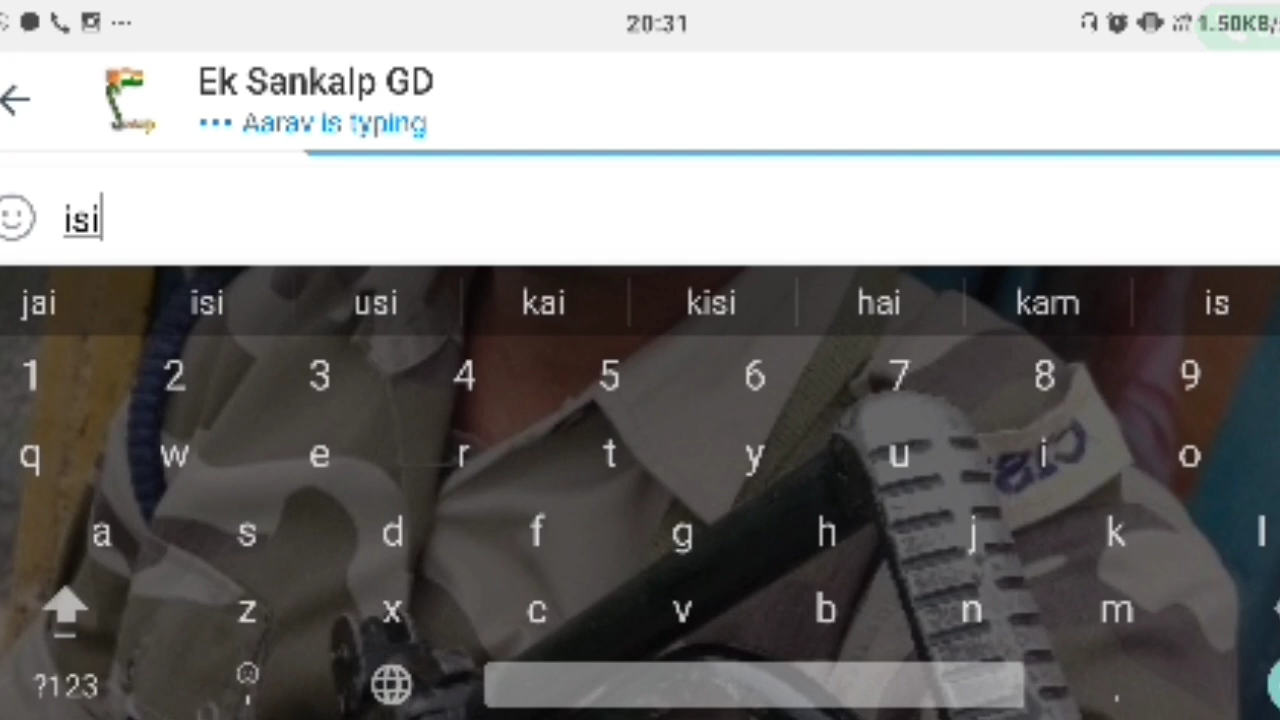 20:31
1.50KB/
Ek Sankalp GD
••• Aarav is typing
isi
jai isi usi kai kisi hai kam is
1 2 3 4 5 6 7 8 9
q w e r t y u i o
a s d f g h j k l
z x c v b n m
?123 , .